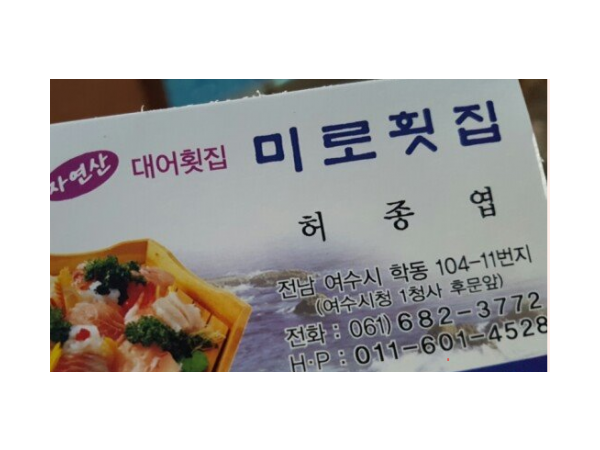 자연산 대어횟집 미로횟집
허 종 엽
전남 여수시 학동 104-11번지
(여수시청 1청사 후문앞)
전화 : 061) 682-3772
H·P : 011-601-4528